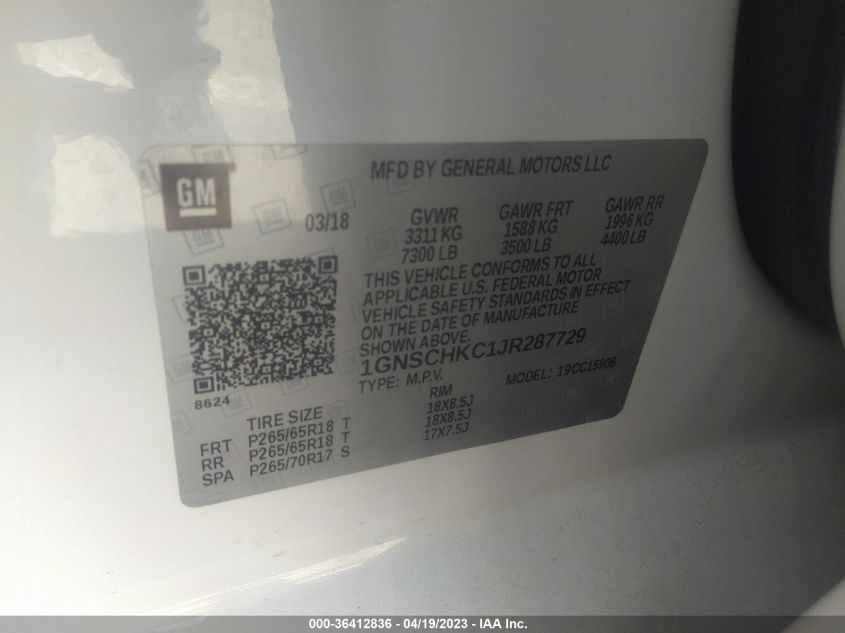 GM
MFD BY GENERAL MOTORS LLC
03/18
GVWR GAWR FRT GAWR RR
3311 KG 1588 KG 1996 KG
7300 LB 3500 LB 4400 LB
THIS VEHICLE CONFORMS TO ALL
APPLICABLE U.S. FEDERAL MOTOR
VEHICLE SAFETY STANDARDS IN EFFECT
ON THE DATE OF MANUFACTURE
SHOWN ABOVE.
1GNSCHKC1JR287729
TYPE: M.P.V. MODEL: 19CC15906
8624
TIRE SIZE RIM
FRT P265/65R18 T 18X8.5J
RR P265/65R18 T 18X8.5J
SPA P265/70R17 S 17X7.5J
000-36412836 - 04/19/2023 - IAA Inc.